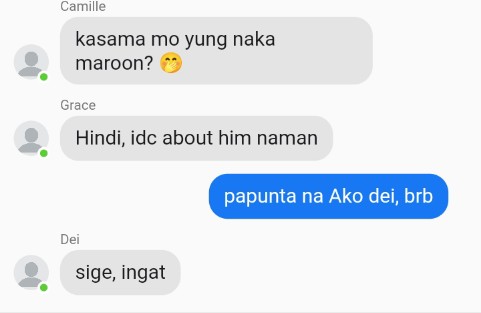 Camille
kasama mo yung naka
maroon? 🤭
Grace
Hindi, idc about him naman
papunta na Ako dei, brb
Dei
sige, ingat